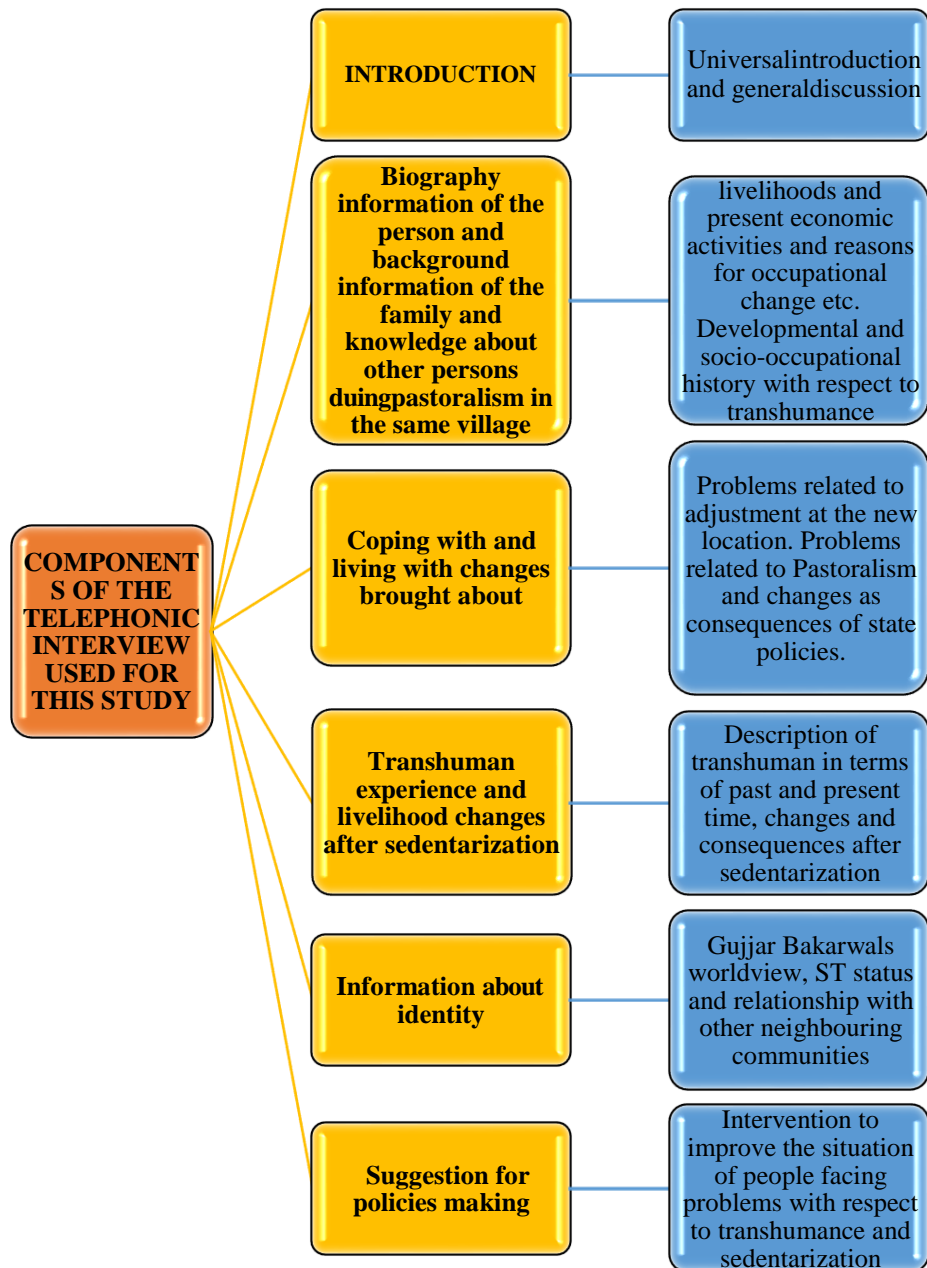 INTRODUCTION
Universalintroduction
and generaldiscussion
Biography
information of the
person and
background
information of the
family and
knowledge about
other persons
duingpastoralism in
the same village
livelihoods and
present economic
activities and reasons
for occupational
change etc.
Developmental and
socio-occupational
history with respect to
transhumance
COMPONENT
S OF THE
TELEPHONIC
INTERVIEW
USED FOR
THIS STUDY
Coping with and
living with changes
brought about
Problems related to
adjustment at the new
location. Problems
related to Pastoralism
and changes as
consequences of state
policies.
Transhuman
experience and
livelihood changes
after sedentarization
Description of
transhuman in terms
of past and present
time, changes and
consequences after
sedentarization
Information about
identity
Gujjar Bakarwals
worldview, ST status
and relationship with
other neighbouring
communities
Suggestion for
policies making
Intervention to
improve the situation
of people facing
problems with respect
to transhumance and
sedentarization